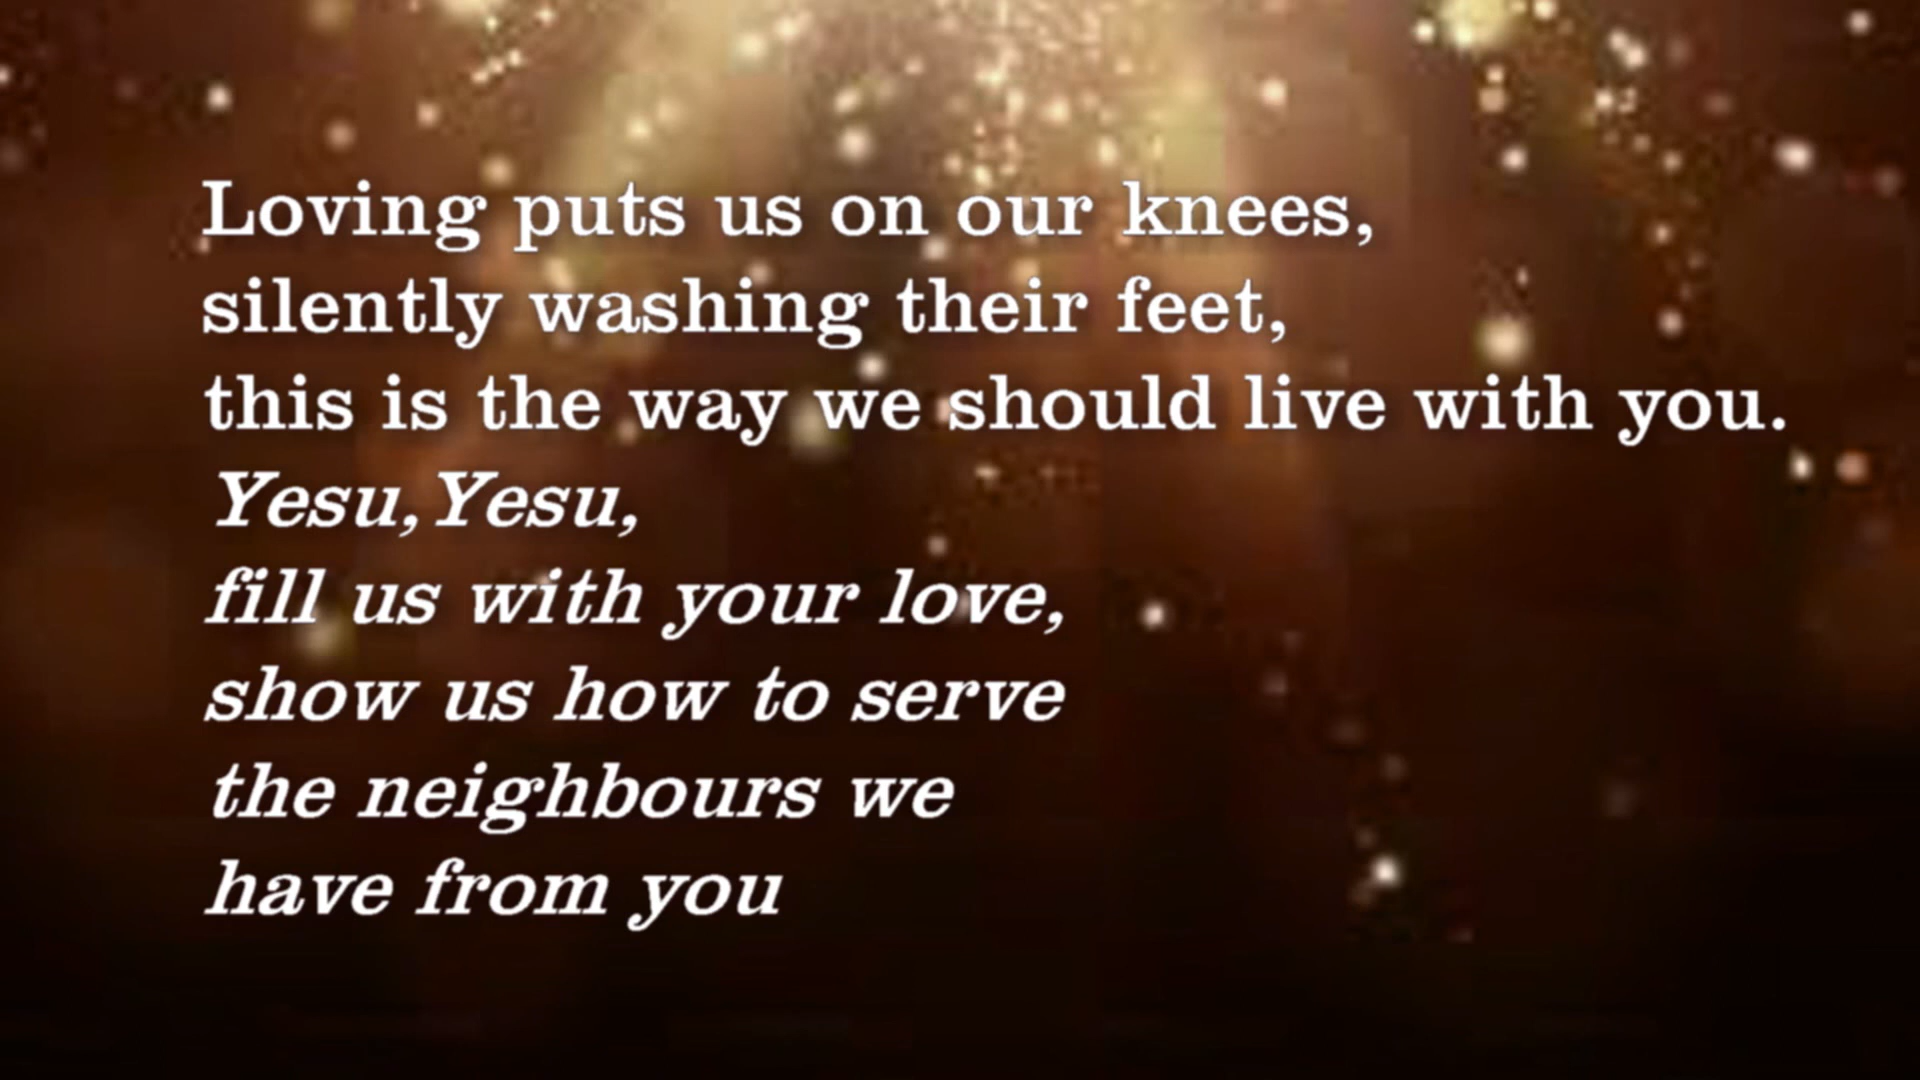 Loving puts us on our knees,
silently washing their feet,
this is the way we should live with you.
Yesu, Yesu,
fill us with your love,
show us how to serve
the neighbours we
have from you